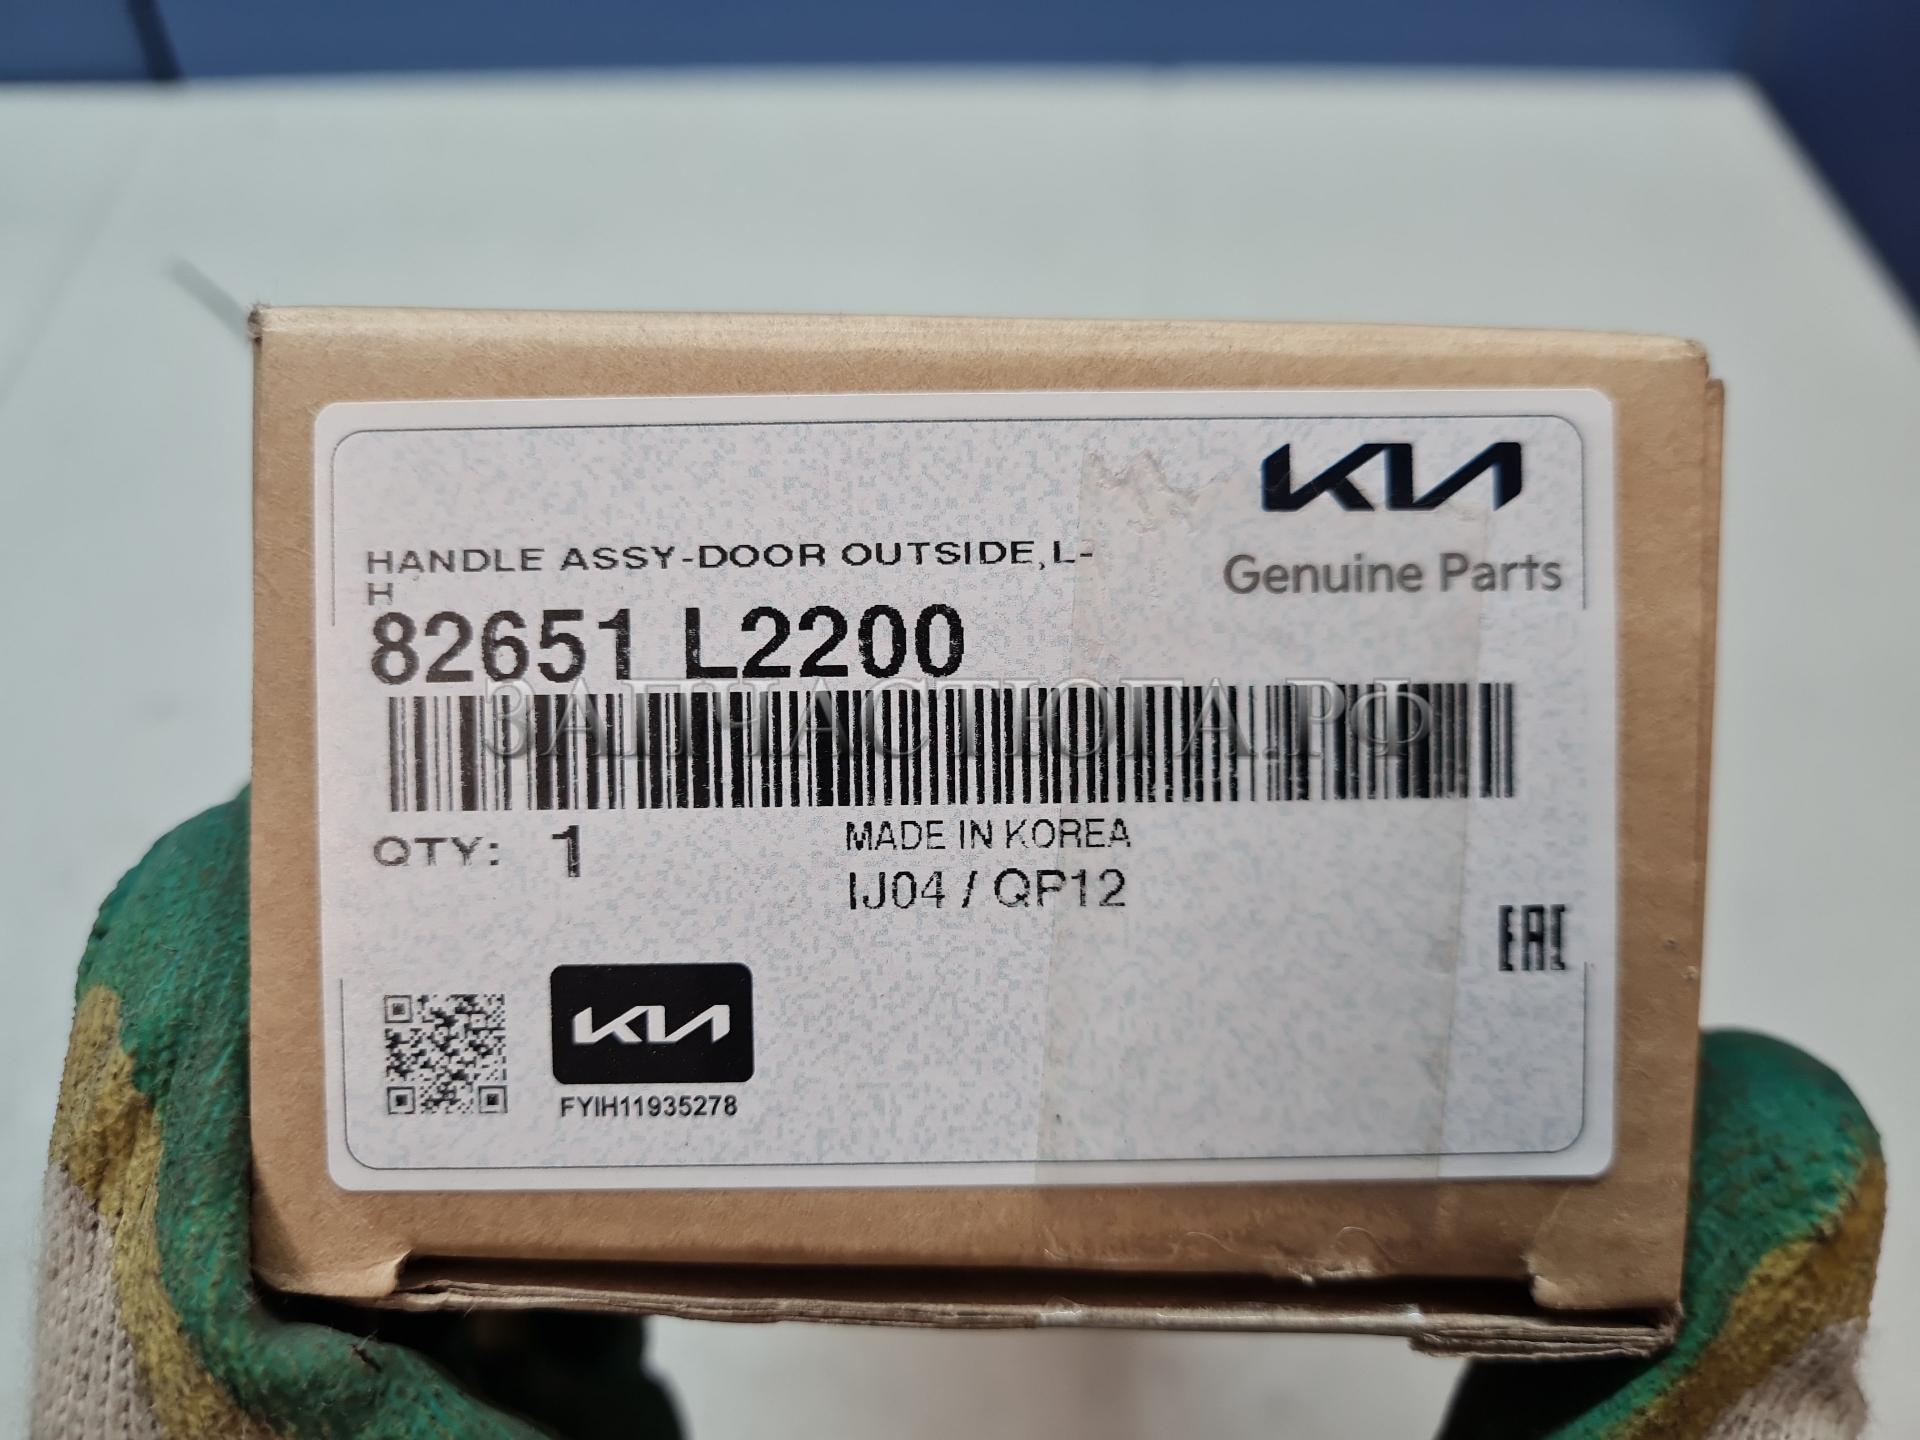 KIA
Genuine Parts
HANDLE ASSY-DOOR OUTSIDE,L-
H
82651 L2200
ЗАПЧАСТЮГА.РФ
QTY: 1
MADE IN KOREA
IJ04 / QP12
EAC
KIA
FYIH11935278